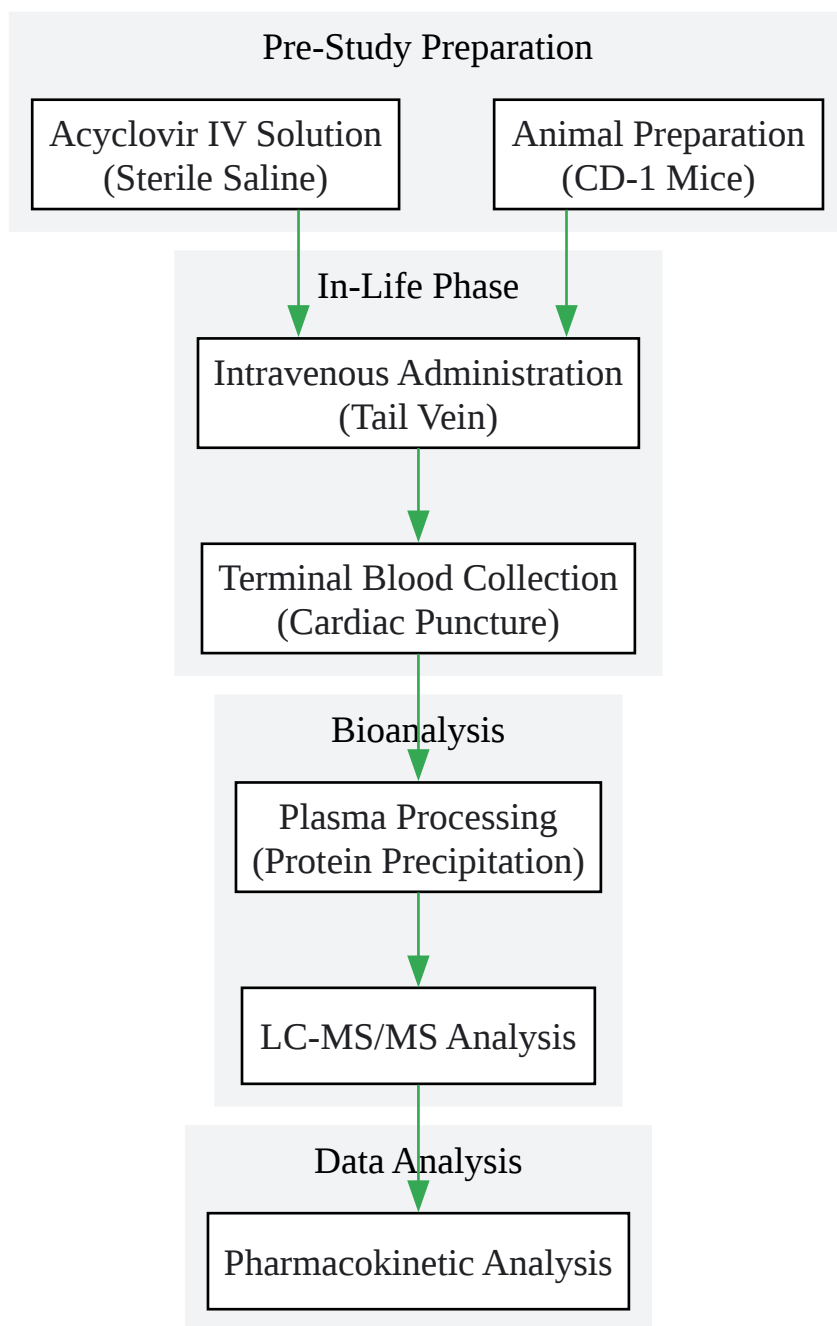 Pre-Study Preparation
Acyclovir IV Solution
(Sterile Saline)
Animal Preparation
(CD-1 Mice)
In-Life Phase
Intravenous Administration
(Tail Vein)
Terminal Blood Collection
(Cardiac Puncture)
Bioanalysis
Plasma Processing
(Protein Precipitation)
LC-MS/MS Analysis
Data Analysis
Pharmacokinetic Analysis